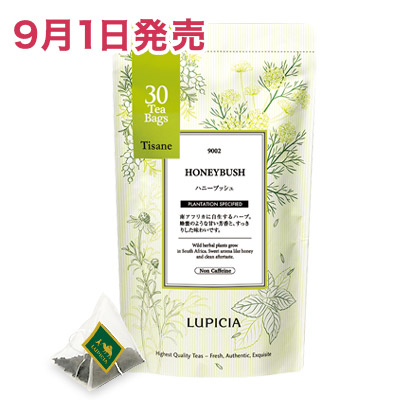 9月1日発売
30
Tea
Bags
Tisane
9002
HONEYBUSH
ハニーブッシュ
PLANTATION SPECIFIED
南アフリカに自生するハーブ。
蜂蜜のような甘い芳香と、すっき
りした味わいです。
Wild herbal plants grow
in South Africa. Sweet aroma like honey
and clean aftertaste.
Non Caffeine
LUPICIA
Highest Quality Teas – Fresh, Authentic, Exquisite
LUPICIA